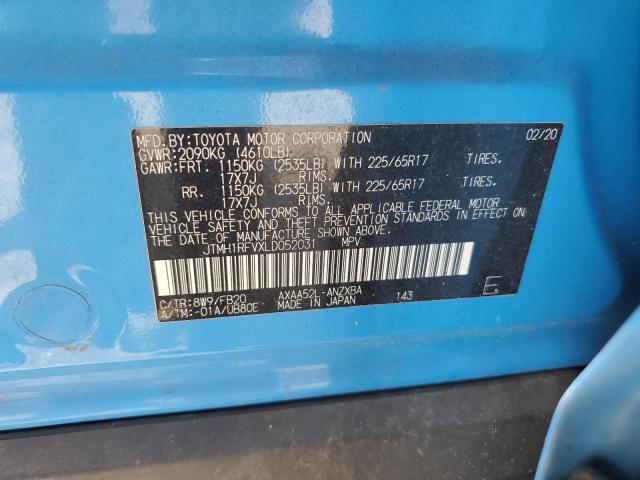 MFD.BY:TOYOTA MOTOR CORPORATION 02/20
GVWR:2090KG (4610LB)
GAWR:FRT. 1150KG (2535LB) WITH 225/65R17 TIRES,
17X7J RIMS.
RR. 1150KG (2535LB) WITH 225/65R17 TIRES,
17X7J RIMS.
THIS VEHICLE CONFORMS TO ALL APPLICABLE FEDERAL MOTOR
VEHICLE SAFETY AND THEFT PREVENTION STANDARDS IN
EFFECT ON THE DATE OF MANUFACTURE SHOWN ABOVE.
JTMH1RFVXLD052031 MPV
C/TR:8W9/FB20 AXAA52L-ANZXBA
A/TM:-01A/UB80E MADE IN JAPAN 143 E